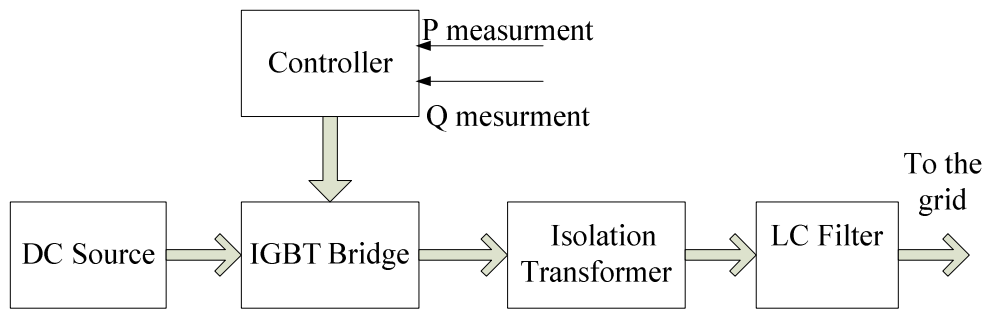 P measurment
Controller
Q mesurment
To the
grid
DC Source
IGBT Bridge
Isolation
Transformer
LC Filter